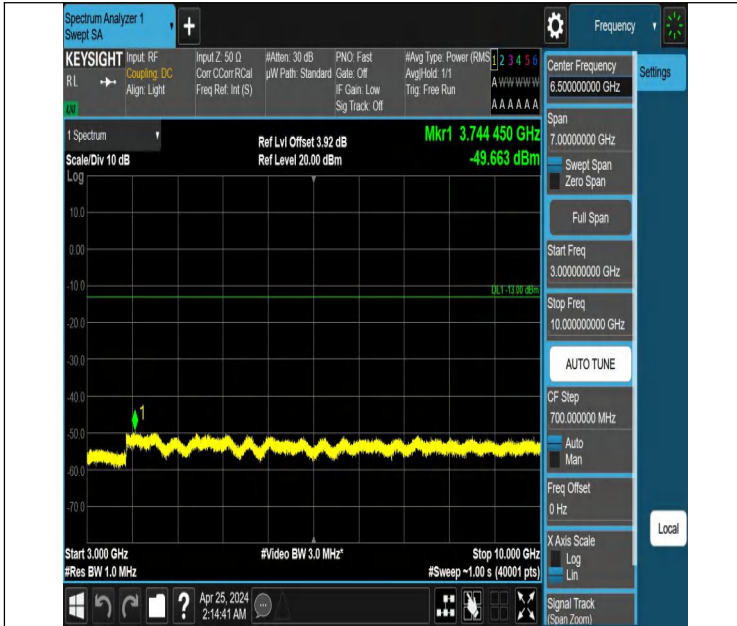 Spectrum Analyzer 1
Swept SA
+
Frequency
KEYSIGHT
RL
Input: RF
Coupling: DC
Align: Light
Input Z: 50 Ω
Corr CCorr RCal
Freq Ref: Int (S)
#Atten: 30 dB
µW Path: Standard
PNO: Fast
Gate: Off
IF Gain: Low
Sig Track: Off
#Avg Type: Power (RMS
Avg|Hold: 1/1
Trig: Free Run
1 2 3 4 5 6
A W W W W W
A A A A A A
1 Spectrum
Scale/Div 10 dB
Log
Ref Lvl Offset 3.92 dB
Ref Level 20.00 dBm
Mkr1 3.744 450 GHz
-49.663 dBm
10.0
0.00
-10.0
DL1 -13.00 dBm
-20.0
-30.0
-40.0
1
-50.0
-60.0
-70.0
Start 3.000 GHz
#Res BW 1.0 MHz
#Video BW 3.0 MHz*
Stop 10.000 GHz
#Sweep ~1.00 s (40001 pts)
?
Apr 25, 2024
2:14:41 AM
Center Frequency
6.500000000 GHz
Settings
Span
7.00000000 GHz
Swept Span
Zero Span
Full Span
Start Freq
3.000000000 GHz
Stop Freq
10.000000000 GHz
AUTO TUNE
CF Step
700.000000 MHz
Auto
Man
Freq Offset
0 Hz
X Axis Scale
Log
Lin
Local
Signal Track
(Span Zoom)